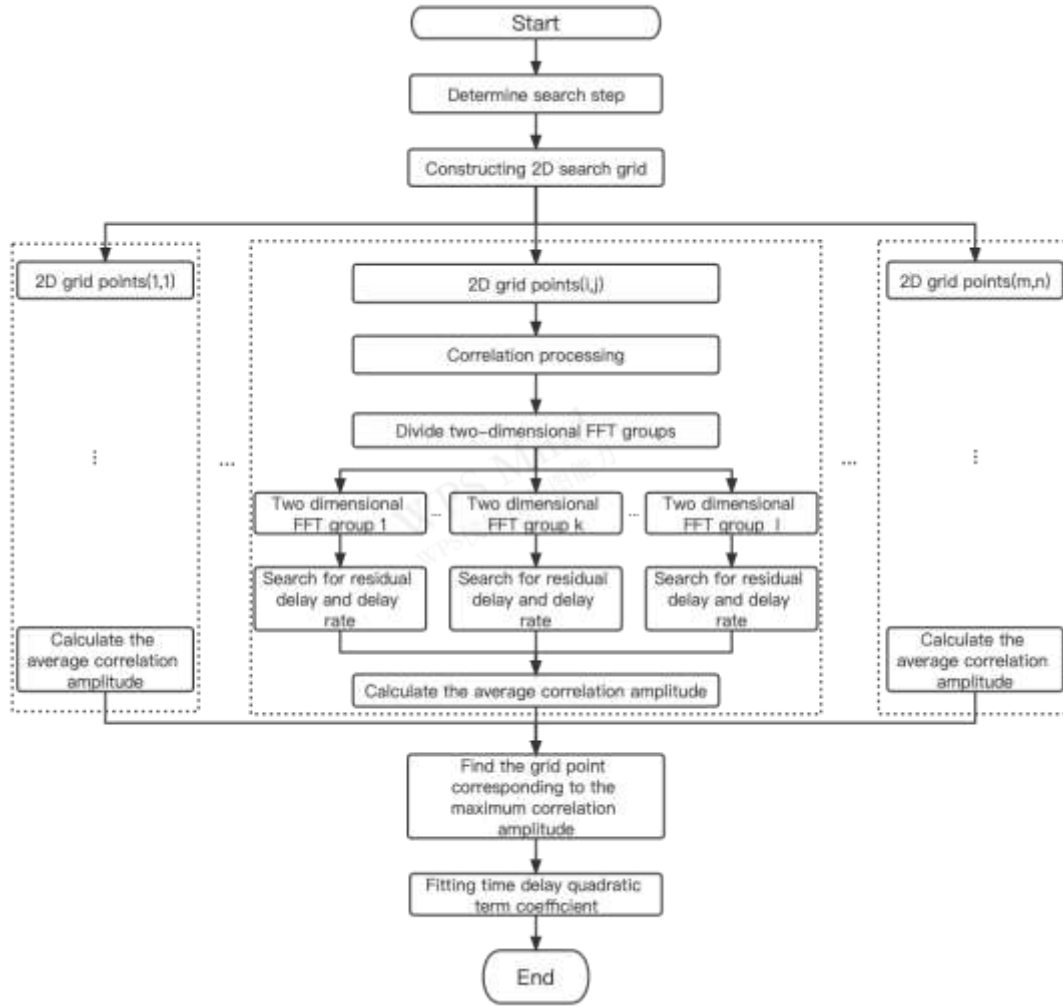 Start
Determine search step
Constructing 2D search grid
2D grid points(1,1)
2D grid points(i,j)
2D grid points(m,n)
Correlation processing
Divide two-dimensional FFT groups
...
...
...
...
Two dimensional
FFT group 1
...
Two dimensional
FFT group k
...
Two dimensional
FFT group l
Search for residual
delay and delay
rate
Search for residual
delay and delay
rate
Search for residual
delay and delay
rate
Calculate the
average correlation
amplitude
Calculate the average correlation amplitude
Calculate the
average correlation
amplitude
Find the grid point
corresponding to the
maximum correlation
amplitude
Fitting time delay quadratic
term coefficient
End